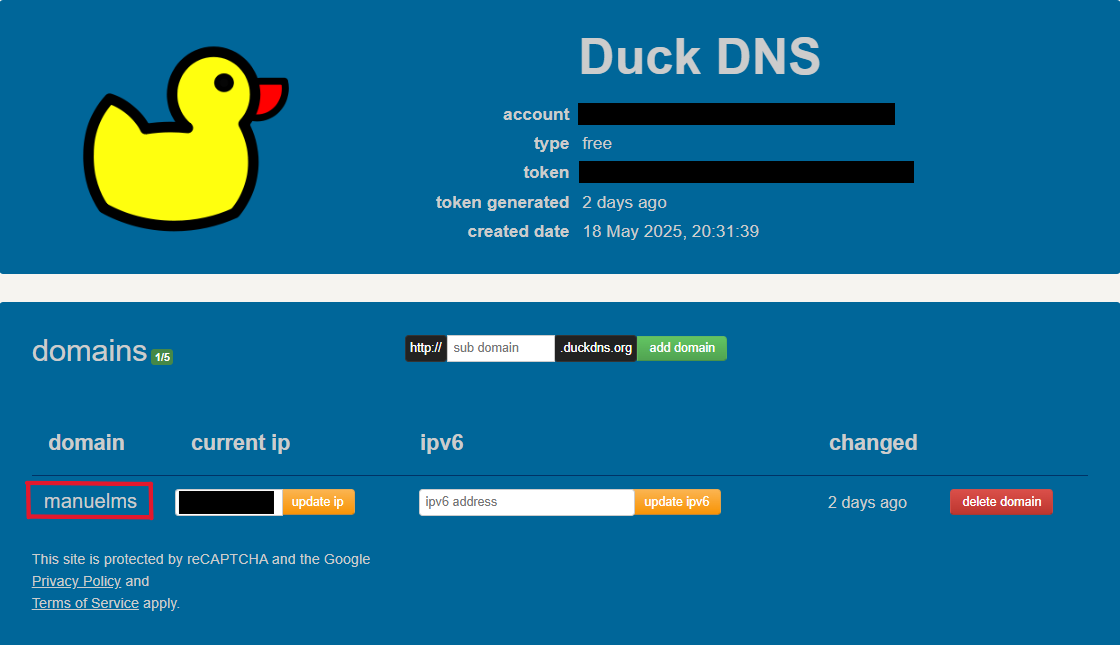 Duck DNS
account
type free
token
token generated 2 days ago
created date 18 May 2025, 20:31:39
domains 1/5 http:// sub domain .duckdns.org add domain
domain current ip ipv6 changed
manuelms update ip ipv6 address update ipv6 2 days ago delete domain
This site is protected by reCAPTCHA and the Google
Privacy Policy and
Terms of Service apply.